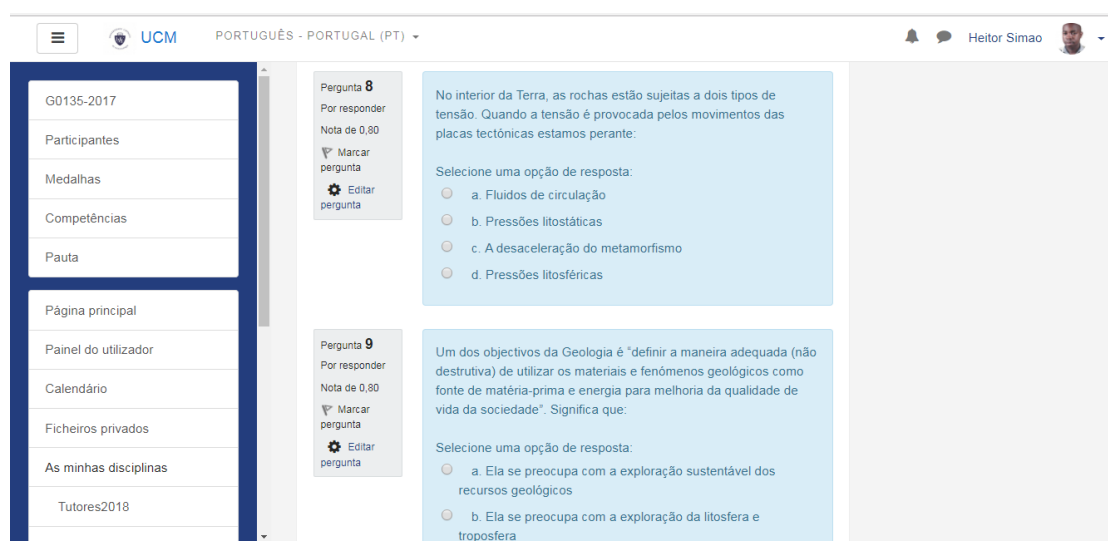 UCM
PORTUGUÊS - PORTUGAL (PT)
Heitor Simao
G0135-2017
Participantes
Medalhas
Competências
Pauta
Página principal
Painel do utilizador
Calendário
Ficheiros privados
As minhas disciplinas
Tutores2018
Pergunta 8
Por responder
Nota de 0,80
Marcar
pergunta
Editar
pergunta
No interior da Terra, as rochas estão sujeitas a dois tipos de
tensão. Quando a tensão é provocada pelos movimentos das
placas tectónicas estamos perante:
Selecione uma opção de resposta:
a. Fluidos de circulação
b. Pressões litostáticas
c. A desaceleração do metamorfismo
d. Pressões litosféricas
Pergunta 9
Por responder
Nota de 0,80
Marcar
pergunta
Editar
pergunta
Um dos objectivos da Geologia é “definir a maneira adequada (não
destrutiva) de utilizar os materiais e fenómenos geológicos como
fonte de matéria-prima e energia para melhoria da qualidade de
vida da sociedade”. Significa que:
Selecione uma opção de resposta:
a. Ela se preocupa com a exploração sustentável dos
recursos geológicos
b. Ela se preocupa com a exploração da litosfera e
troposfera